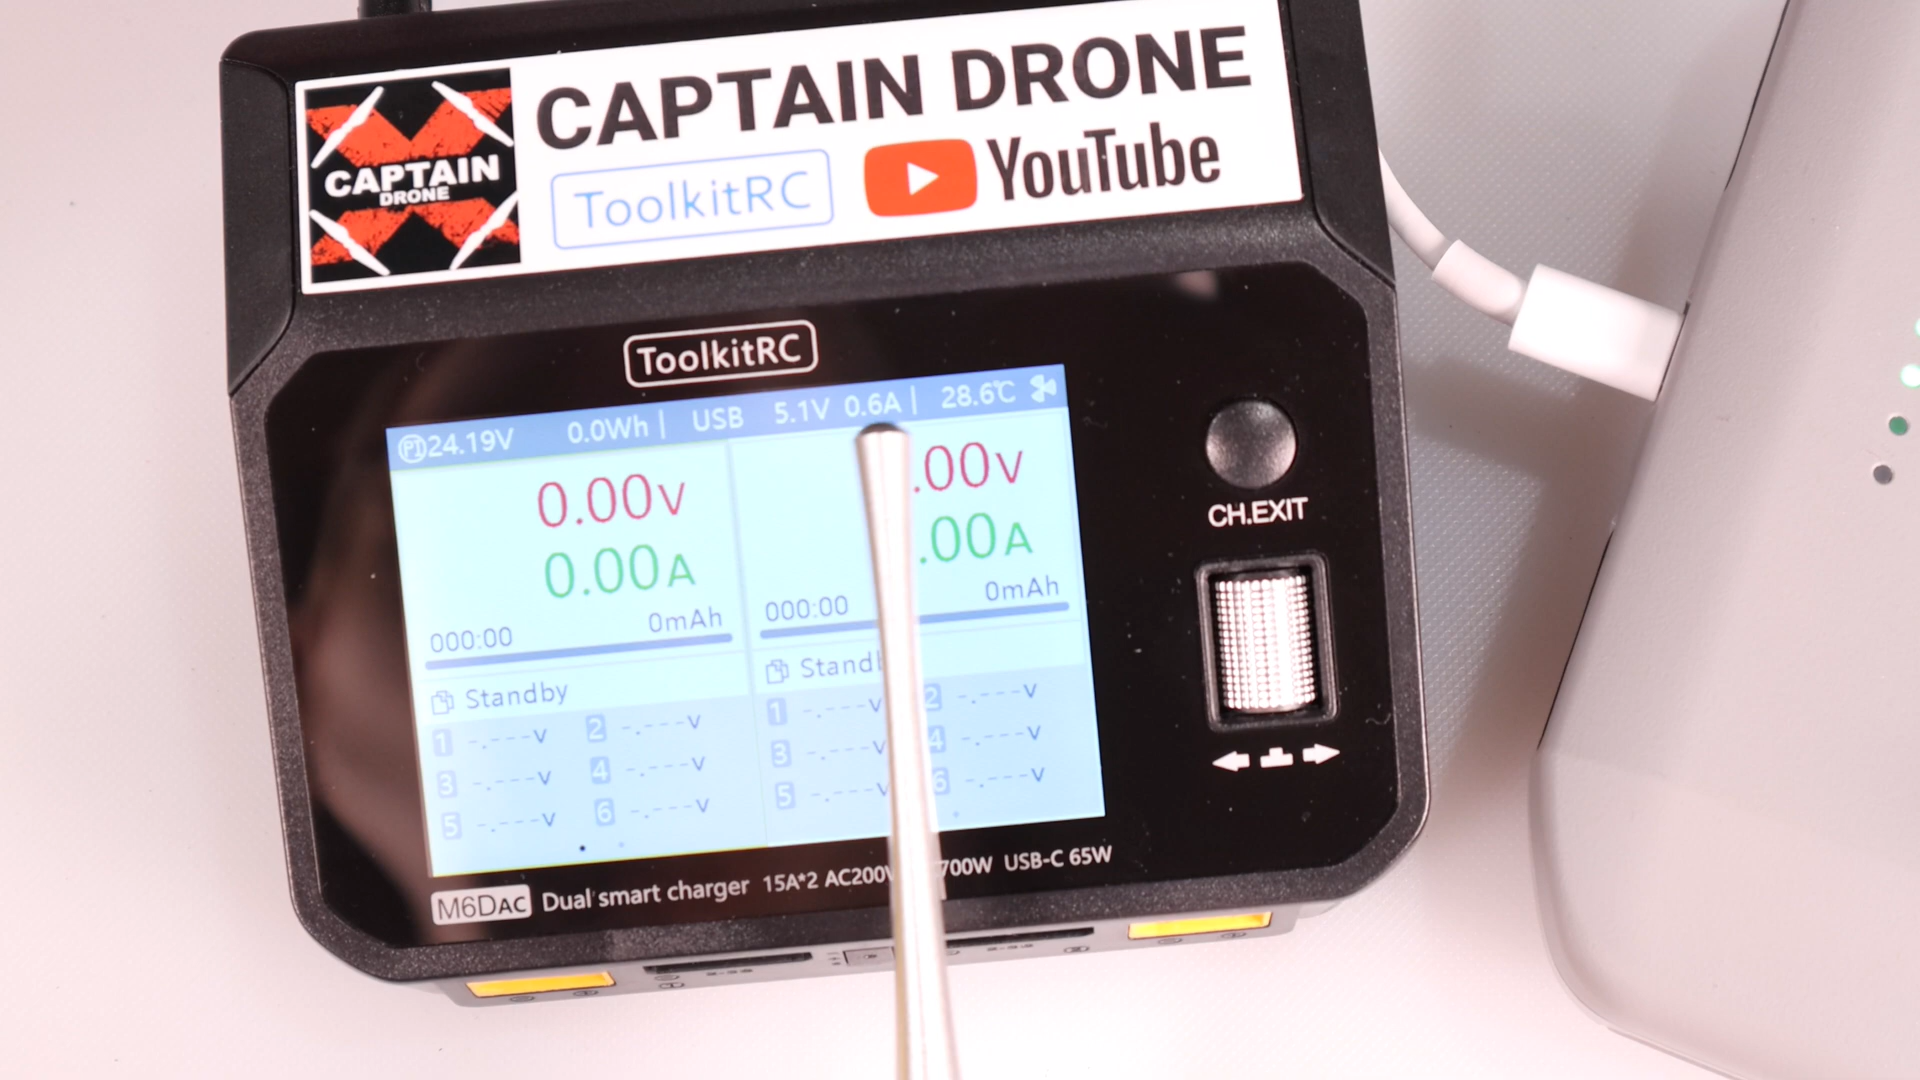 CAPTAIN DRONE
CAPTAIN
DRONE
ToolkitRC YouTube
ToolkitRC
24.19V 0.0Wh | USB 5.1V 0.6A | 28.6℃
0.00V .00V
0.00A .00A
000:00 0mAh 000:00 0mAh
Standby
1 -.---V 2 -.---V 1 -.---V 2 -.---V
3 -.---V 4 -.---V 3 -.---V 4 -.---V
5 -.---V 6 -.---V 5 -.---V 6 -.---V
CH.EXIT
M6DAC Dual smart charger 15A*2 AC200 700W USB-C 65W